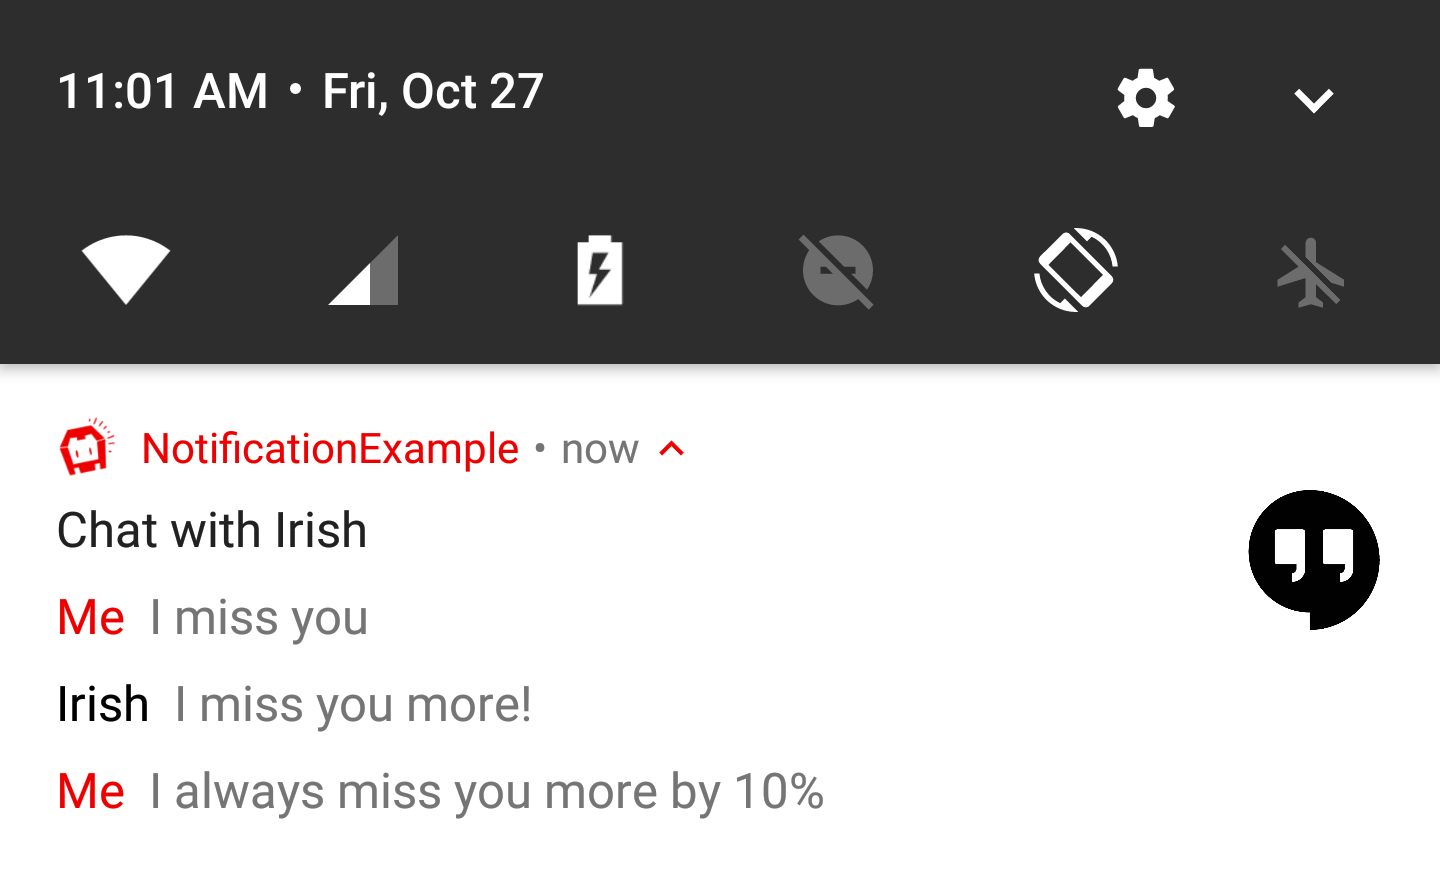 11:01 AM • Fri, Oct 27
NotificationExample • now
Chat with Irish
Me I miss you
Irish I miss you more!
Me I always miss you more by 10%